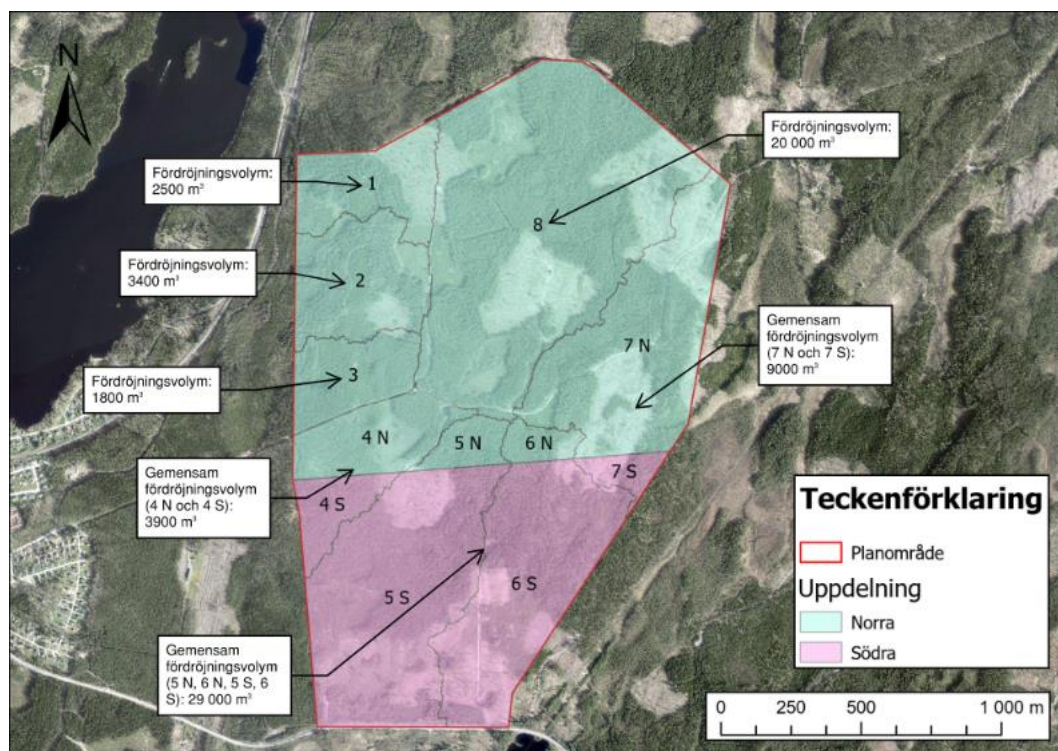 N
Fördröjningsvolym:
20 000 m³
Fördröjningsvolym:
2500 m³
1
8
Fördröjningsvolym:
3400 m³
2
Gemensam
fördröjningsvolym
(7 N och 7 S):
9000 m³
7 N
Fördröjningsvolym:
1800 m³
3
4 N
5 N
6 N
Gemensam
fördröjningsvolym
(4 N och 4 S):
3900 m³
7 S
4 S
5 S
6 S
Gemensam
fördröjningsvolym
(5 N, 6 N, 5 S, 6
S): 29 000 m³
Teckenförklaring
Planområde
Uppdelning
Norra
Södra
0 250 500 1 000 m